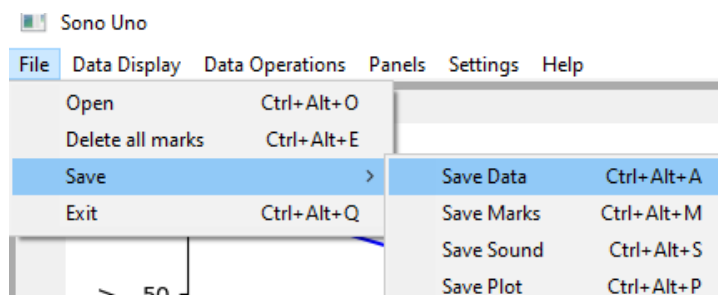 Sono Uno
File Data Display Data Operations Panels Settings Help
Open Ctrl+Alt+O
Delete all marks Ctrl+Alt+E
Save >
Exit Ctrl+Alt+Q
Save Data Ctrl+Alt+A
Save Marks Ctrl+Alt+M
Save Sound Ctrl+Alt+S
Save Plot Ctrl+Alt+P
50